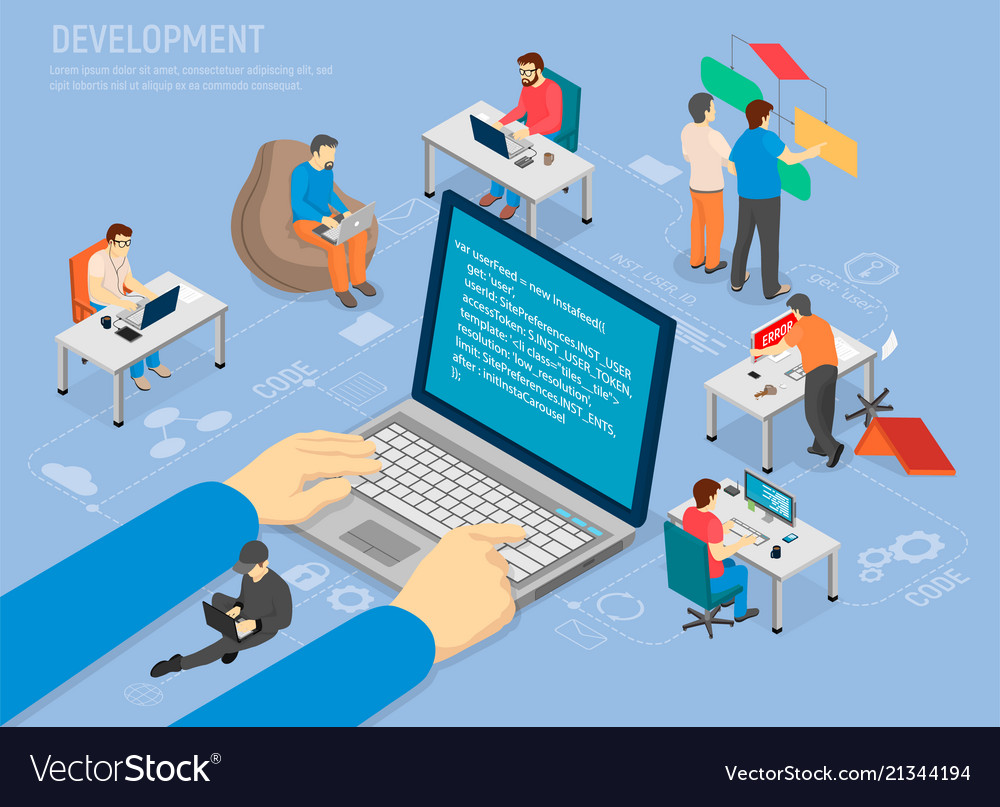 DEVELOPMENT
Lorem ipsum dolor sit amet, consectetuer adipiscing elit, sed
cipit lobortis nisl ut aliquip ex ea commodo consequat.
var userFeed = new Instafeed({
get: 'user',
userId: SitePreferences.INST_USER
accessToken: S.INST_USER_TOKEN,
template: '<li class="tiles__tile">
resolution: 'low_resolution',
limit: SitePreferences.INST_ENTS,
after : initInstaCarousel
});
INST_USER_ID,
get: 'user',
ERROR
CODE
CODE
VectorStock®
VectorStock.com/21344194